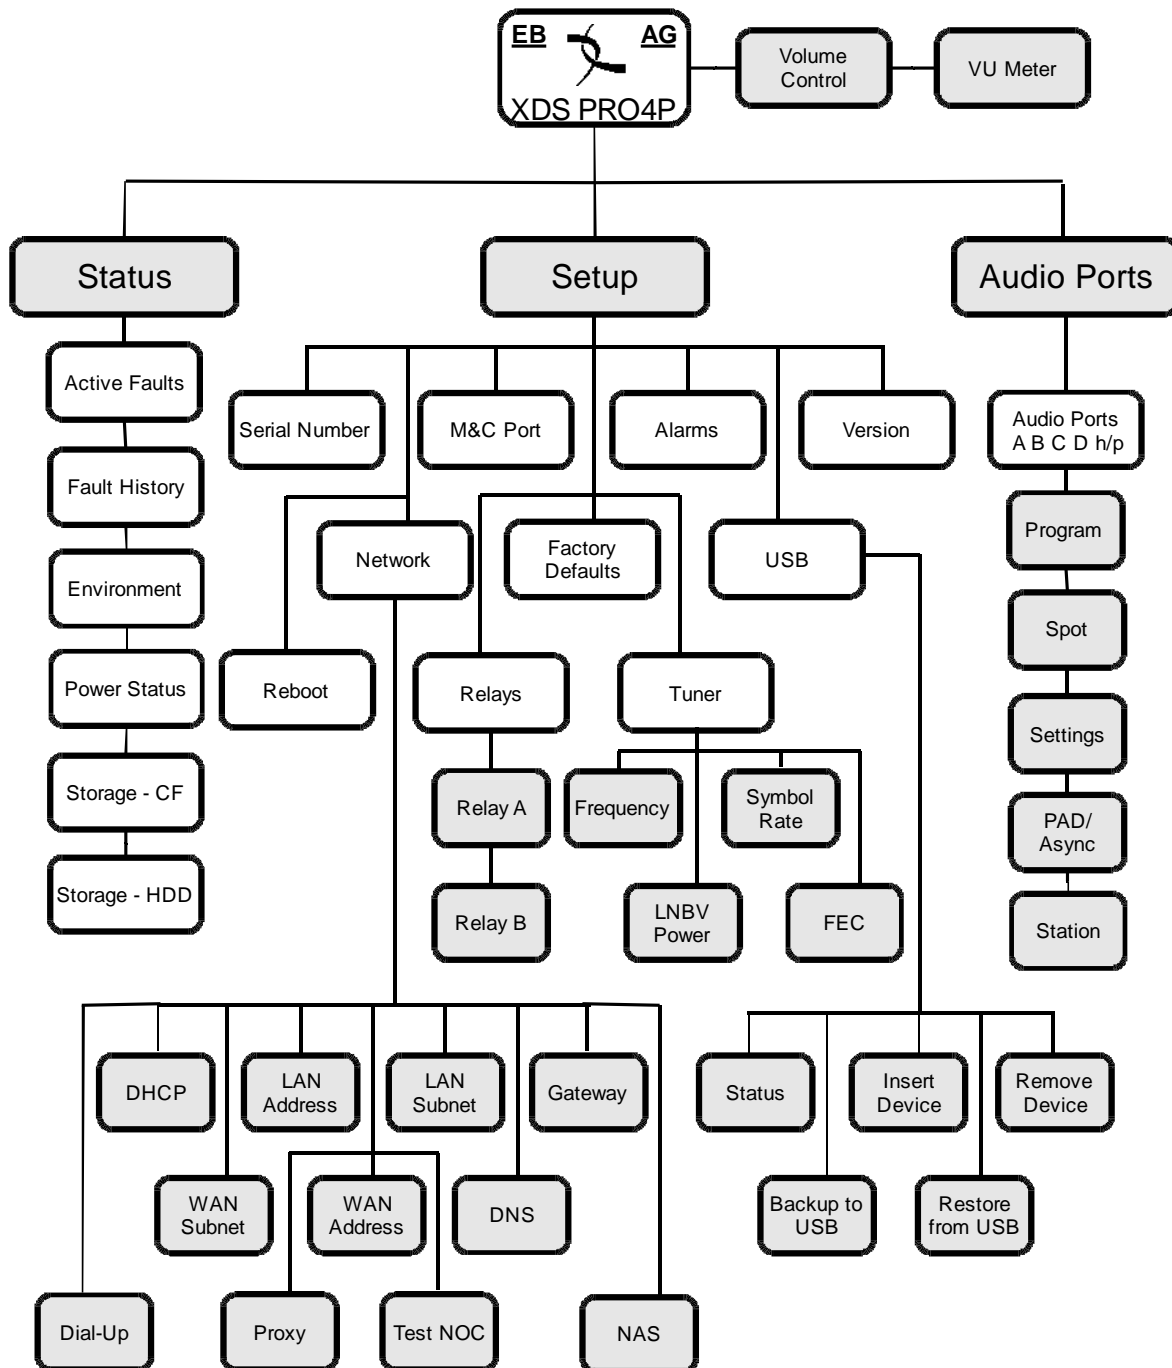 EB AG
XDS PRO4P
Volume
Control
VU Meter
Status
Setup
Audio Ports
Active Faults
Fault History
Environment
Power Status
Storage - CF
Storage - HDD
Serial Number
M&C Port
Alarms
Version
Network
Factory
Defaults
USB
Reboot
Relays
Tuner
Relay A
Relay B
Frequency
Symbol
Rate
LNBV
Power
FEC
Audio Ports
A B C D h/p
Program
Spot
Settings
PAD/
Async
Station
DHCP
LAN
Address
LAN
Subnet
Gateway
WAN
Subnet
WAN
Address
DNS
Dial-Up
Proxy
Test NOC
NAS
Status
Insert
Device
Remove
Device
Backup to
USB
Restore
from USB